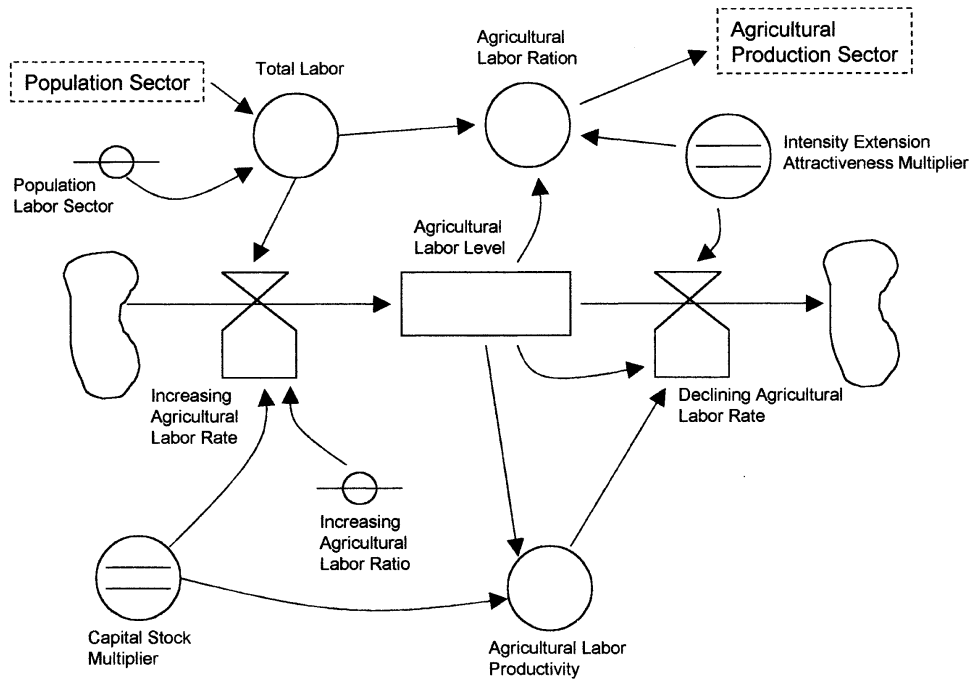 Agricultural
Production Sector
Agricultural
Labor Ration
Total Labor
Population Sector
Intensity Extension
Attractiveness Multiplier
Population
Labor Sector
Agricultural
Labor Level
Increasing
Agricultural
Labor Rate
Declining Agricultural
Labor Rate
Increasing
Agricultural
Labor Ratio
Capital Stock
Multiplier
Agricultural Labor
Productivity